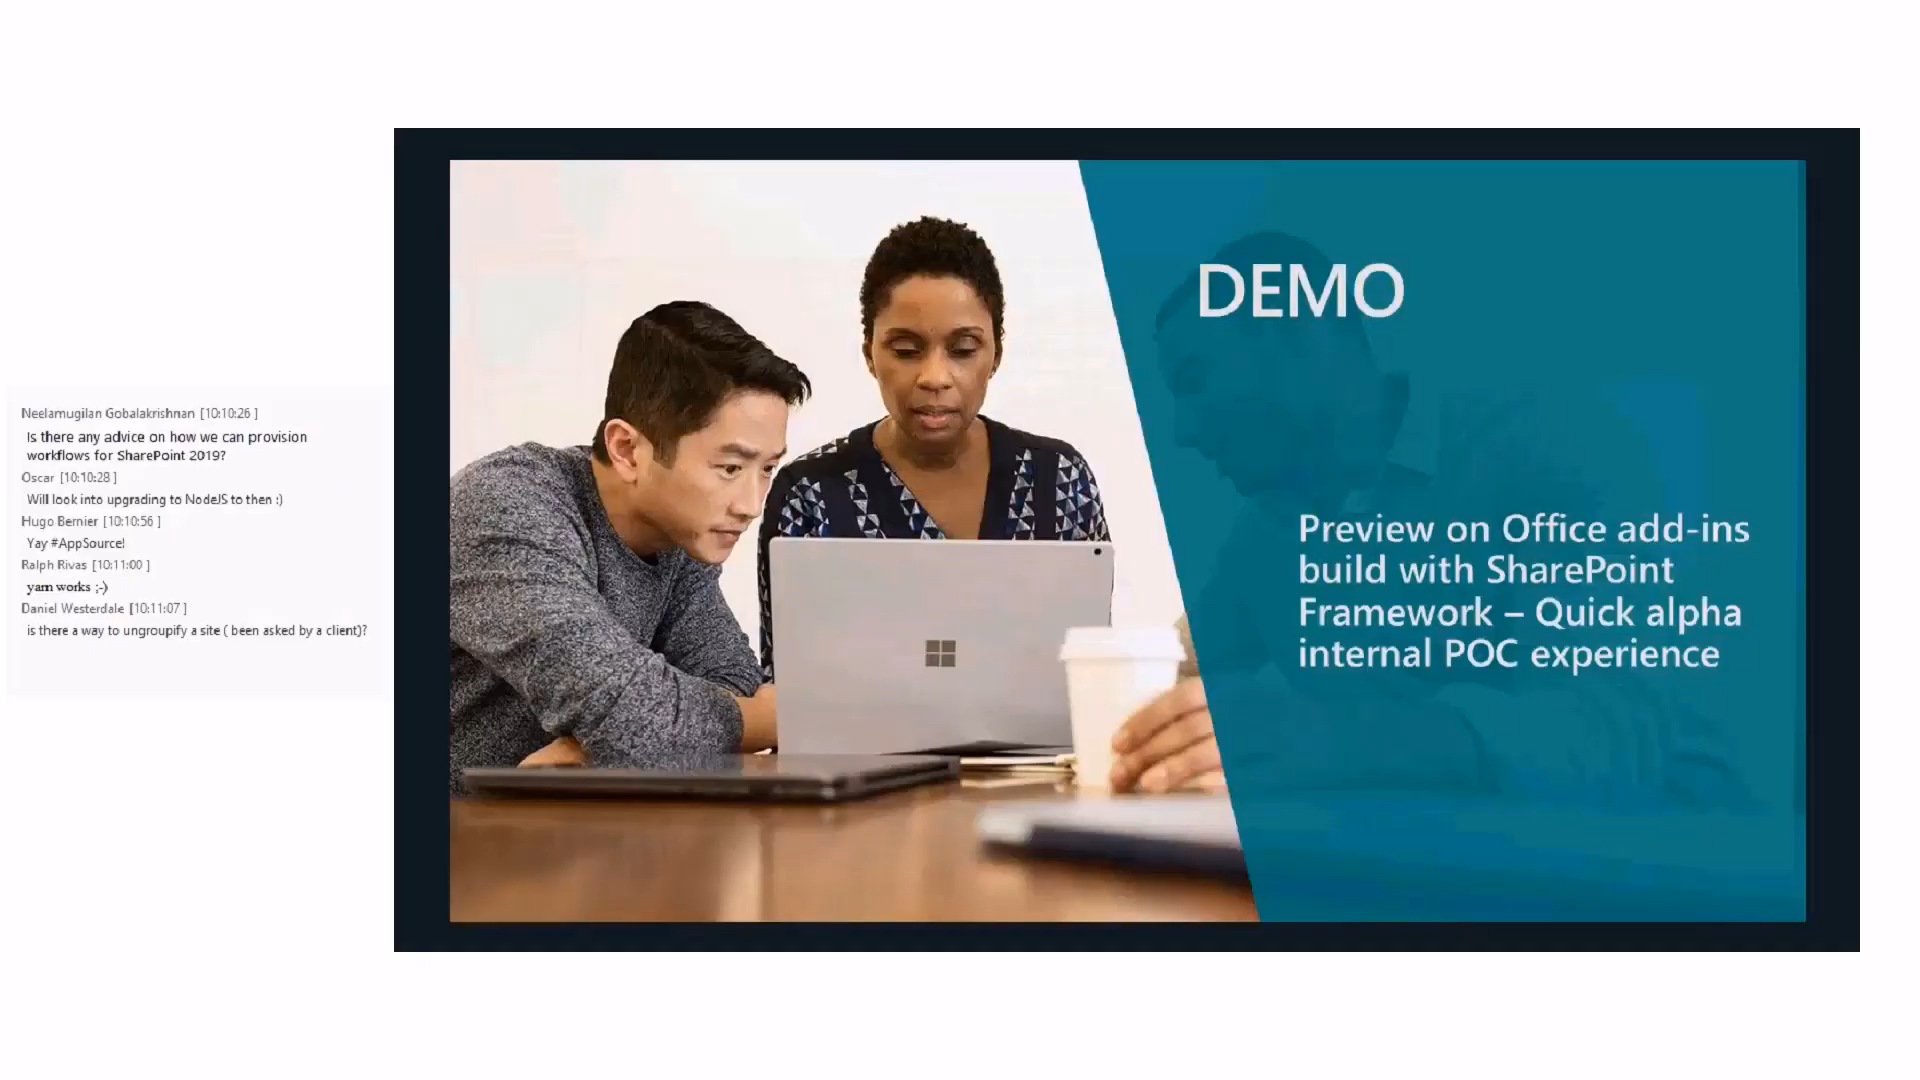 Neelamugilan Gobalakrishnan [10:10:26 ]
Is there any advice on how we can provision
workflows for SharePoint 2019?
Oscar [10:10:28 ]
Will look into upgrading to NodeJS to then :)
Hugo Bernier [10:10:56 ]
Yay #AppSource!
Ralph Rivas [10:11:00 ]
yarn works ;-)
Daniel Westerdale [10:11:07 ]
is there a way to ungroupify a site ( been asked by a client)?
DEMO
Preview on Office add-ins
build with SharePoint
Framework – Quick alpha
internal POC experience